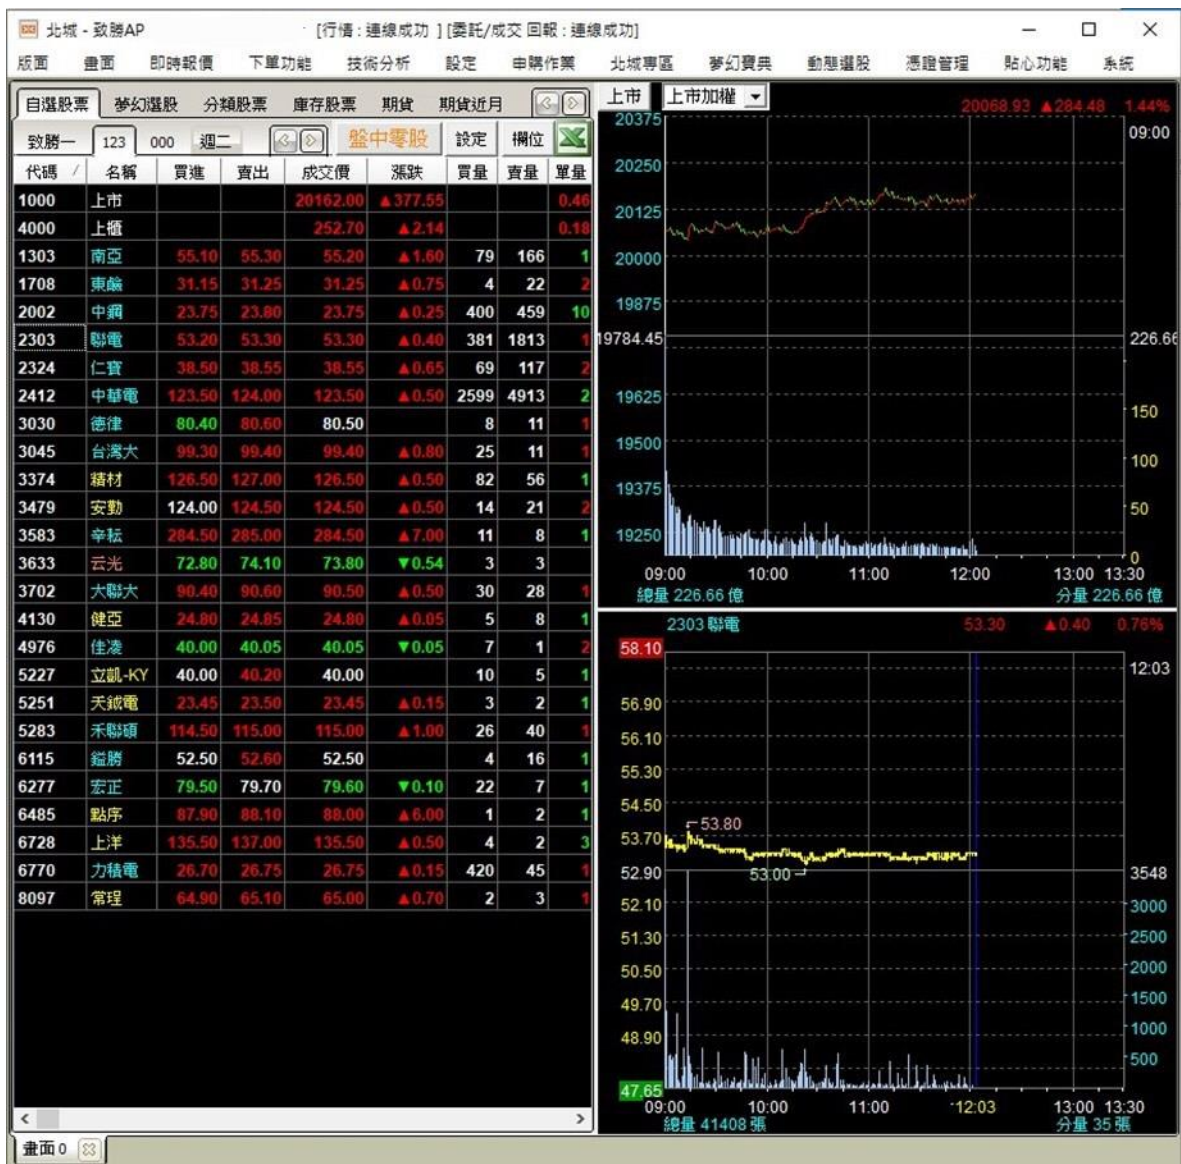 北城 - 致勝AP [行情 : 連線成功 ] [委託/成交 回報 : 連線成功]
版面 畫面 即時報價 下單功能 技術分析 設定 申購作業 北城專區 夢幻寶典 動態選股 憑證管理 貼心功能 系統
自選股票 夢幻選股 分類股票 庫存股票 期貨 期貨近月
致勝一 123 000 週二 盤中零股 設定 欄位
代碼 名稱 買進 賣出 成交價 漲跌 買量 賣量 單量
1000 上市 20162.00 ▲377.55 0.46
4000 上櫃 252.70 ▲2.14 0.18
1303 南亞 55.10 55.30 55.20 ▲1.60 79 166 1
1708 東鹼 31.15 31.25 31.25 ▲0.75 4 22 2
2002 中鋼 23.75 23.80 23.75 ▲0.25 400 459 10
2303 聯電 53.20 53.30 53.30 ▲0.40 381 1813 1
2324 仁寶 38.50 38.55 38.55 ▲0.65 69 117 2
2412 中華電 123.50 124.00 123.50 ▲0.50 2599 4913 2
3030 德律 80.40 80.60 80.50 8 11 1
3045 台灣大 99.30 99.40 99.40 ▲0.80 25 11 1
3374 精材 126.50 127.00 126.50 ▲0.50 82 56 1
3479 安勤 124.00 124.50 124.50 ▲0.50 14 21 2
3583 辛耘 284.50 285.00 284.50 ▲7.00 11 8 1
3633 云光 72.80 74.10 73.80 ▼0.54 3 3
3702 大聯大 90.40 90.60 90.50 ▲0.50 30 28 1
4130 健亞 24.80 24.85 24.80 ▲0.05 5 8 1
4976 佳凌 40.00 40.05 40.05 ▼0.05 7 1 2
5227 立凱-KY 40.00 40.20 40.00 10 5 1
5251 天鉞電 23.45 23.50 23.45 ▲0.15 3 2 1
5283 禾聯碩 114.50 115.00 115.00 ▲1.00 26 40 1
6115 鎰勝 52.50 52.60 52.50 4 16 1
6277 宏正 79.50 79.70 79.60 ▼0.10 22 7 1
6485 點序 87.90 88.10 88.00 ▲6.00 1 2 1
6728 上洋 135.50 137.00 135.50 ▲0.50 4 2 3
6770 力積電 26.70 26.75 26.75 ▲0.15 420 45 1
8097 常珵 64.90 65.10 65.00 ▲0.70 2 3 1
畫面 0
上市 上市加權
20068.93 ▲284.48 1.44%
20375
09:00
20250
20125
20000
19875
19784.45 226.66
19625
150
19500
100
19375
50
19250
0
09:00 10:00 11:00 12:00 13:00 13:30
總量 226.66 億 分量 226.66 億
2303 聯電 53.30 ▲0.40 0.76%
58.10
12:03
56.90
56.10
55.30
54.50
53.80
53.70
53.00
52.90 3548
52.10 3000
51.30 2500
50.50 2000
49.70 1500
48.90 1000
500
47.65
09:00 10:00 11:00 12:03 13:00 13:30
總量 41408 張 分量 35 張